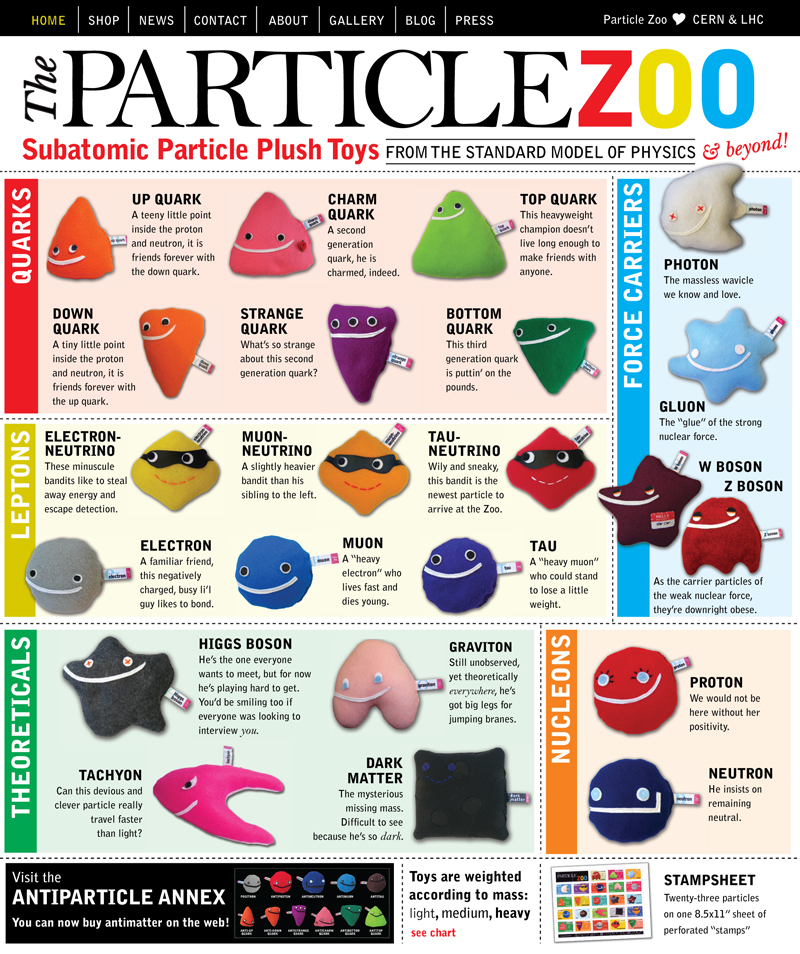 HOME
SHOP
NEWS
CONTACT
ABOUT
GALLERY
BLOG
PRESS
Particle Zoo
CERN & LHC
The PARTICLE ZOO
Subatomic Particle Plush Toys FROM THE STANDARD MODEL OF PHYSICS & beyond!
QUARKS
UP QUARK
A teeny little point
inside the proton
and neutron, it is
friends forever with
the down quark.
CHARM
QUARK
A second
generation
quark, he is
charmed, indeed.
TOP QUARK
This heavyweight
champion doesn't
live long enough to
make friends with
anyone.
DOWN
QUARK
A tiny little point
inside the proton
and neutron, it is
friends forever with
the up quark.
STRANGE
QUARK
What's so strange
about this second
generation quark?
BOTTOM
QUARK
This third
generation quark
is puttin' on the
pounds.
FORCE CARRIERS
photon
PHOTON
The massless wavicle
we know and love.
GLUON
The "glue" of the strong
nuclear force.
W BOSON
Z BOSON
As the carrier particles of
the weak nuclear force,
they're downright obese.
LEPTONS
ELECTRON-
NEUTRINO
These minuscule
bandits like to steal
away energy and
escape detection.
MUON-
NEUTRINO
A slightly heavier
bandit than his
sibling to the left.
TAU-
NEUTRINO
Wily and sneaky,
this bandit is the
newest particle to
arrive at the Zoo.
electron
ELECTRON
A familiar friend,
this negatively
charged, busy li'l
guy likes to bond.
muon
MUON
A "heavy
electron" who
lives fast and
dies young.
tau
TAU
A "heavy muon"
who could stand
to lose a little
weight.
THEORETICALS
HIGGS BOSON
He's the one everyone
wants to meet, but for now
he's playing hard to get.
You'd be smiling too if
everyone was looking to
interview you.
graviton
GRAVITON
Still unobserved,
yet theoretically
everywhere, he's
got big legs for
jumping branes.
TACHYON
Can this devious and
clever particle really
travel faster
than light?
DARK
MATTER
The mysterious
missing mass.
Difficult to see
because he's so dark.
dark
matter
NUCLEONS
proton
PROTON
We would not be
here without her
positivity.
neutron
NEUTRON
He insists on
remaining
neutral.
Visit the
ANTIPARTICLE ANNEX
You can now buy antimatter on the web!
POSITRON
ANTIPROTON
ANTINEUTRON
ANTIMUON
ANTITAU
Toys are weighted
according to mass:
light, medium, heavy
see chart
STAMPSHEET
Twenty-three particles
on one 8.5x11" sheet of
perforated "stamps"